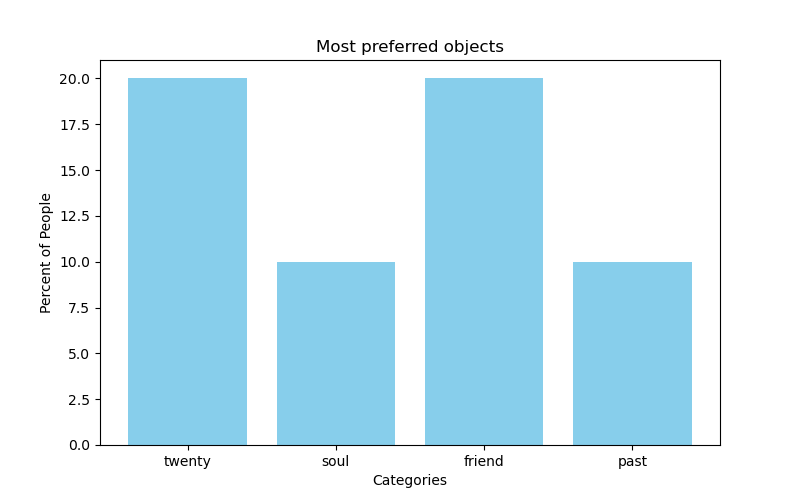 Most preferred objects
20.0
17.5
15.0
12.5
10.0
7.5
5.0
2.5
0.0
Percent of People
twenty soul friend past
Categories